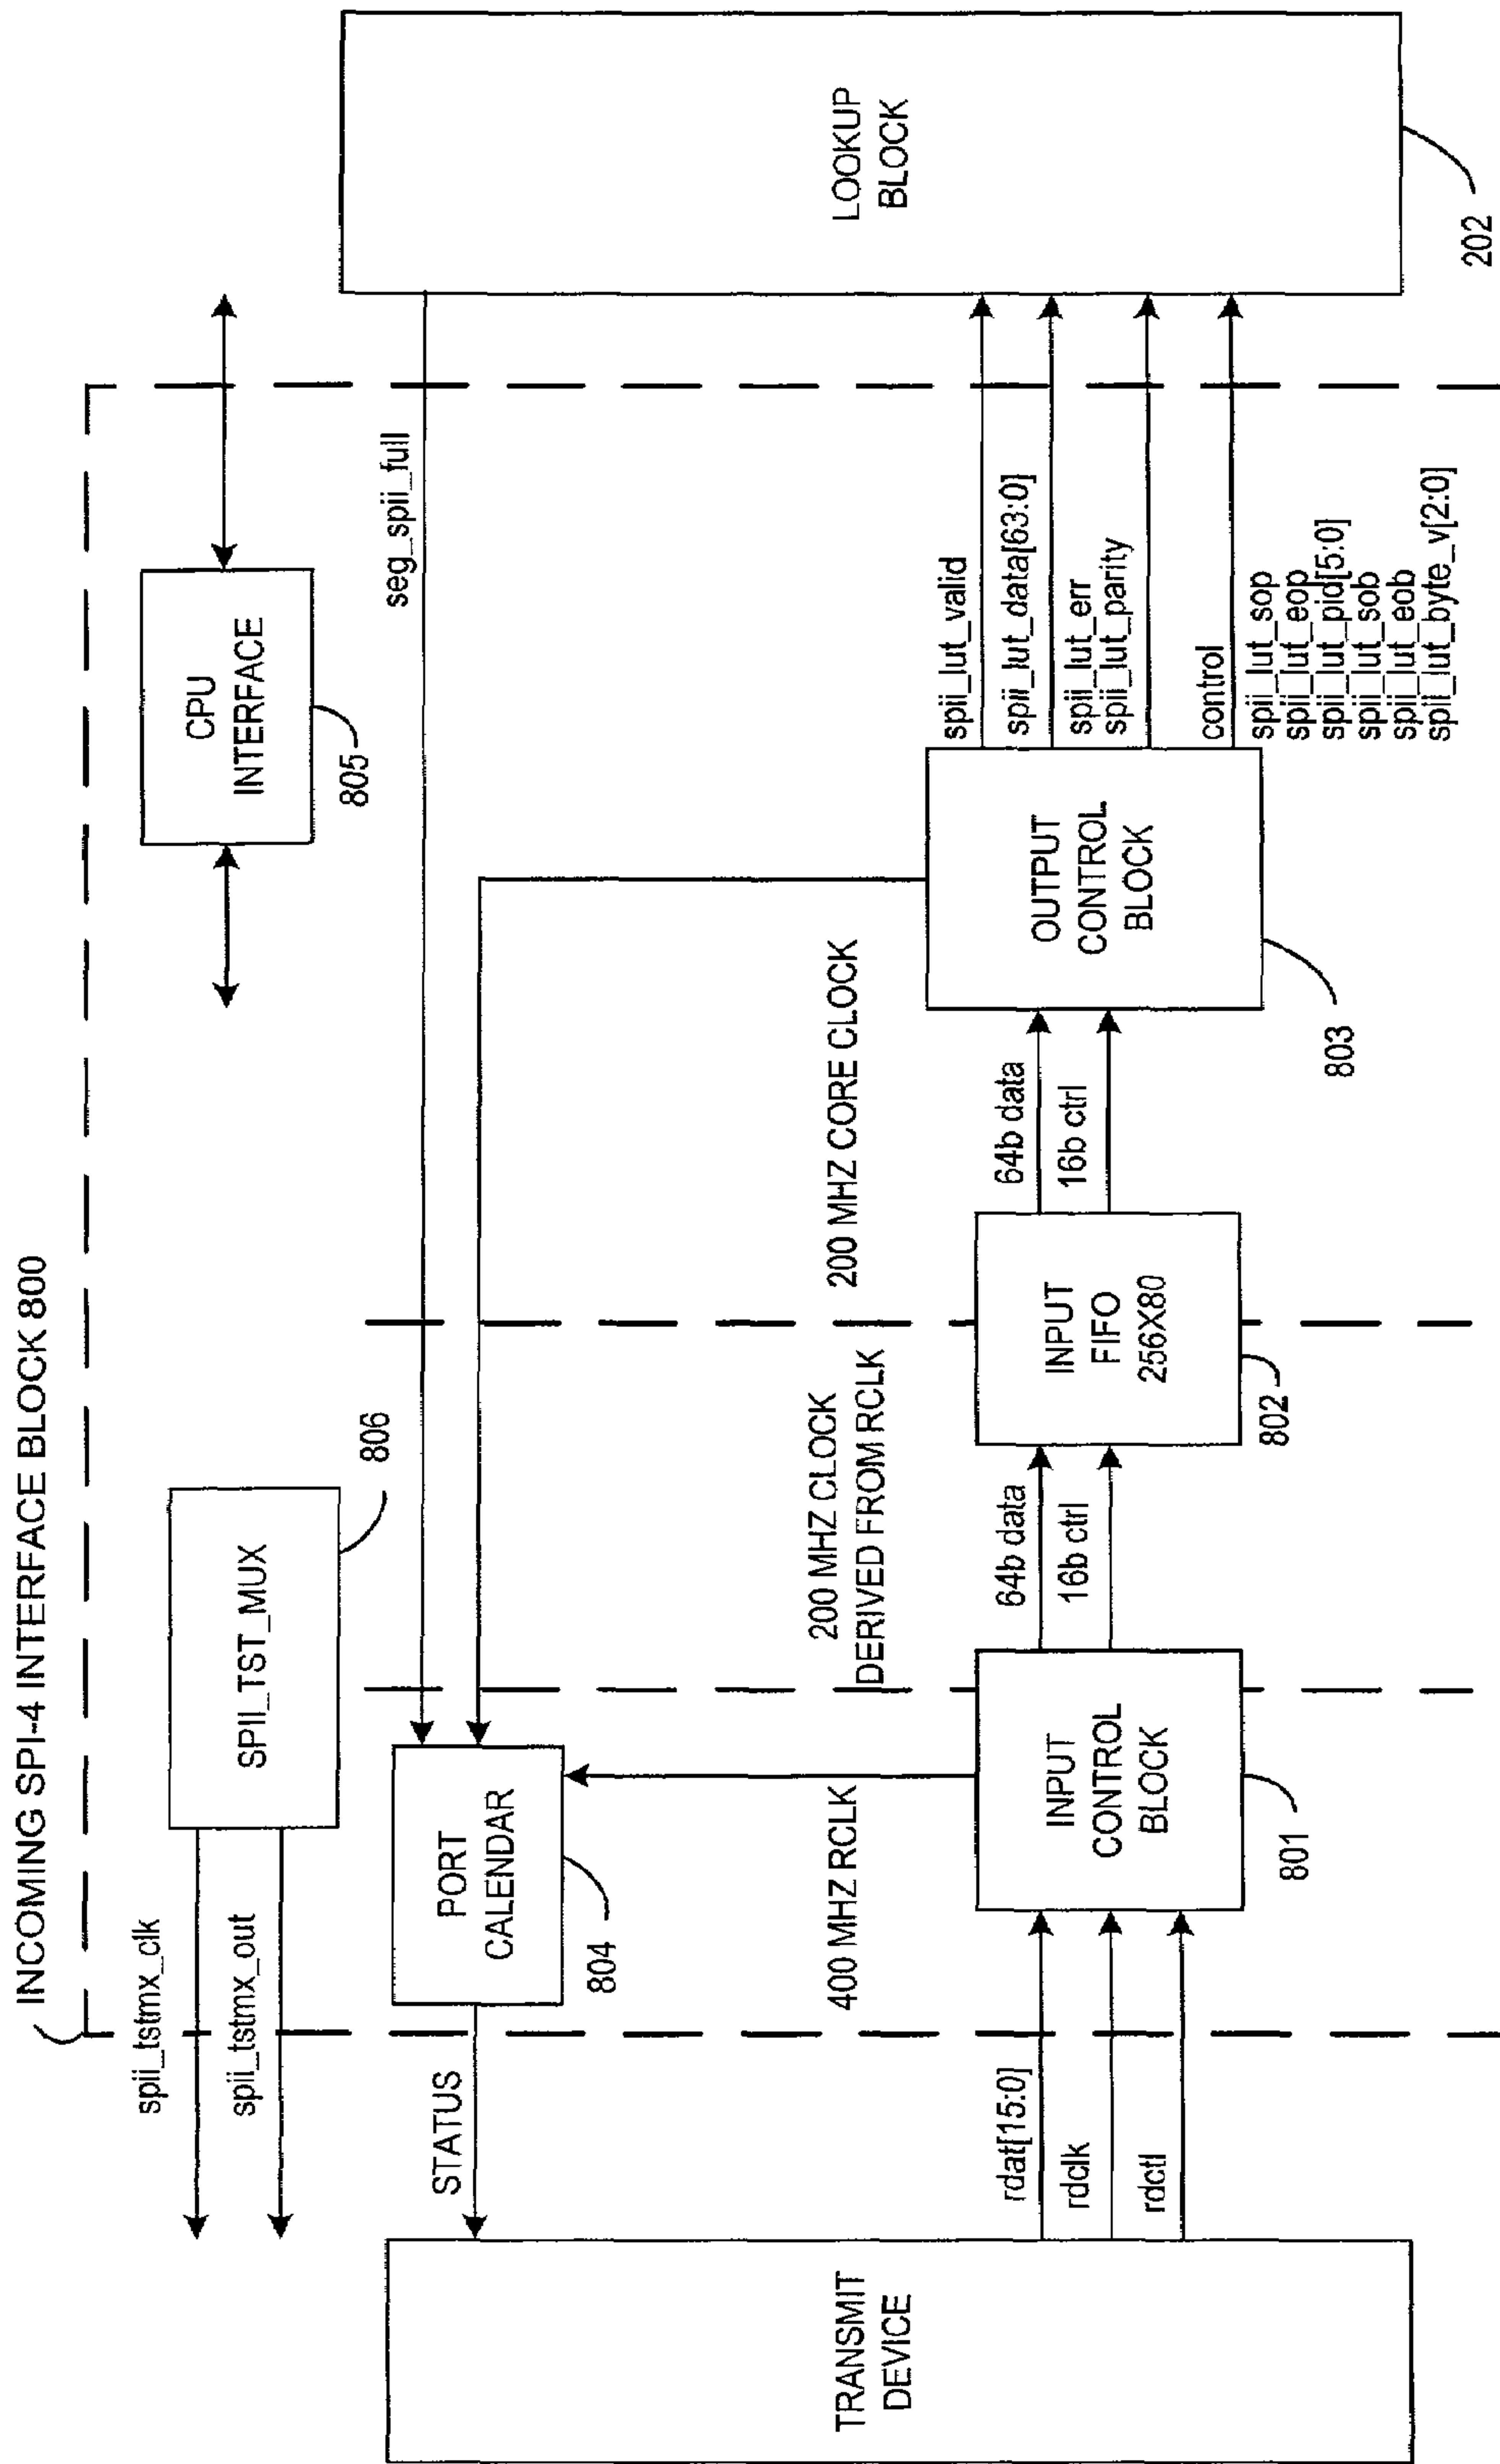 INCOMING SPI-4 INTERFACE BLOCK 800
spii_tstmx_clk
spii_tstmx_out
SPII_TST_MUX
806
CPU
INTERFACE
805
seg_spii_full
STATUS
PORT
CALENDAR
804
400 MHZ RCLK
200 MHZ CLOCK
DERIVED FROM RCLK
200 MHZ CORE CLOCK
TRANSMIT
DEVICE
rdat[15:0]
rdclk
rdctl
INPUT
CONTROL
BLOCK
801
64b data
16b ctrl
INPUT
FIFO
256X80
802
64b data
16b ctrl
OUTPUT
CONTROL
BLOCK
803
spii_lut_valid
spii_lut_data[63:0]
spii_lut_err
spii_lut_parity
control
spii_lut_sop
spii_lut_eop
spii_lut_pid[5:0]
spii_lut_sob
spii_lut_eob
spii_lut_byte_v[2:0]
LOOKUP
BLOCK
202